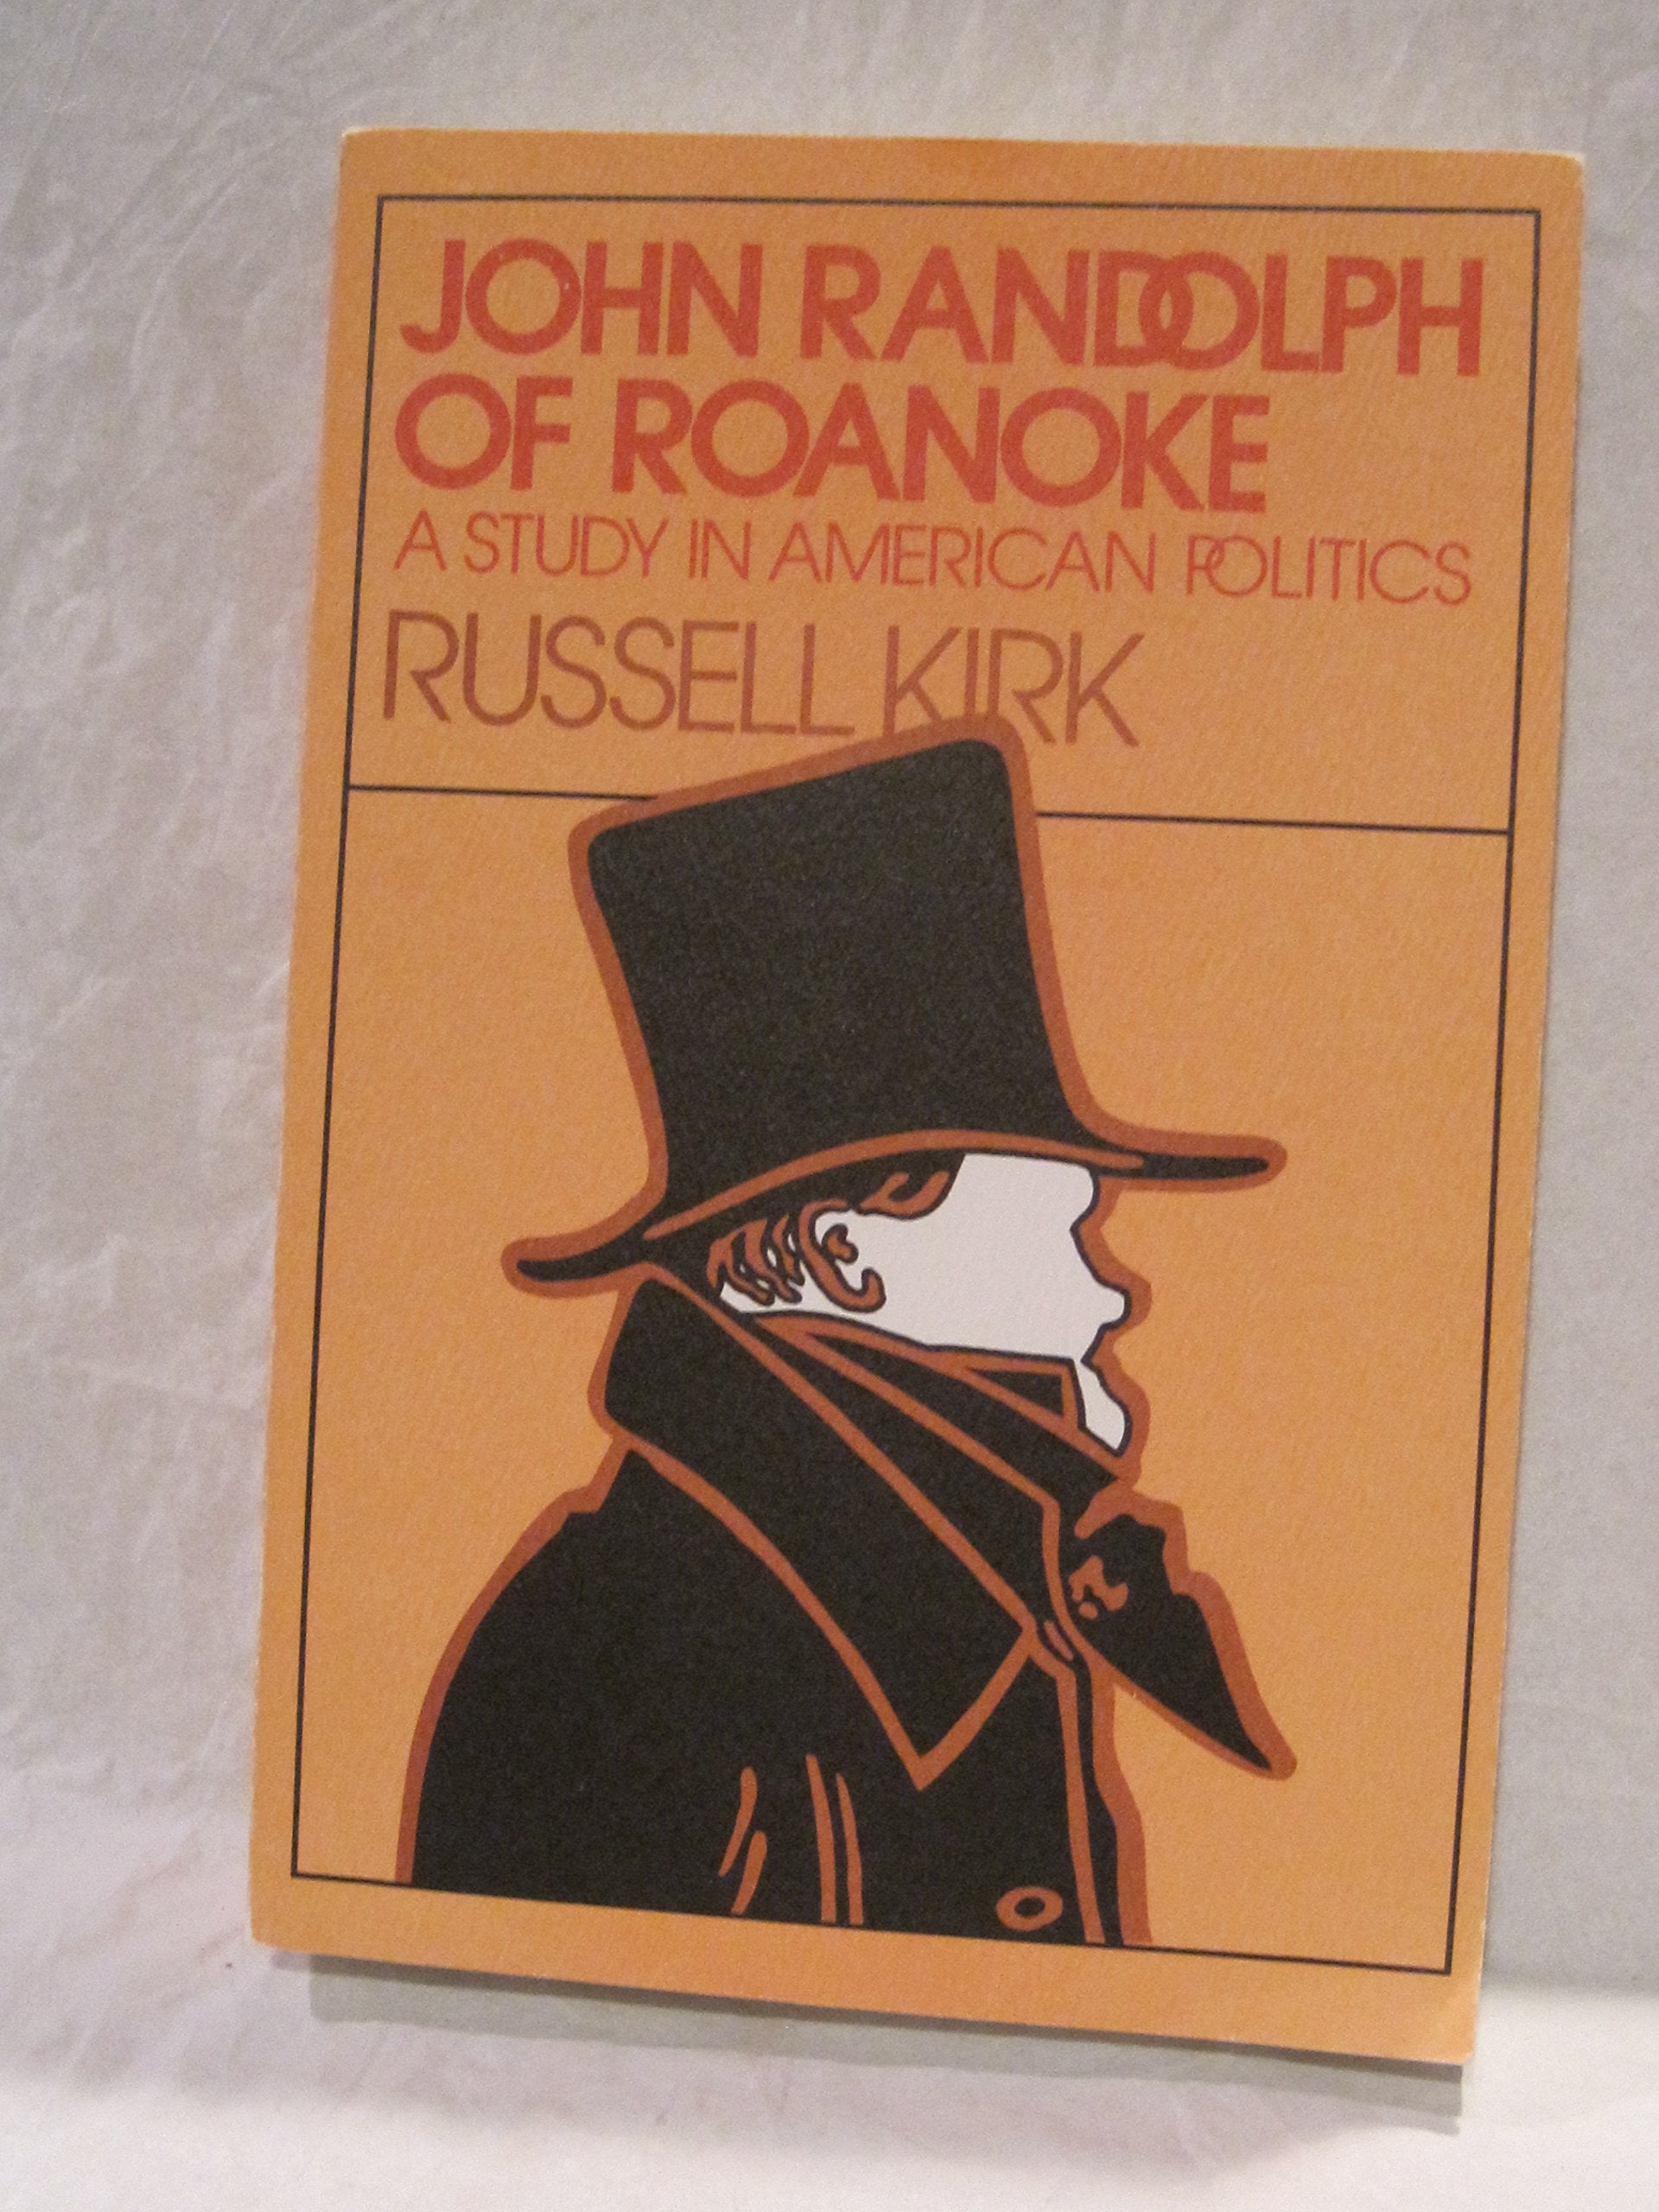 JOHN RANDOLPH
OF ROANOKE
A STUDY IN AMERICAN POLITICS
RUSSELL KIRK